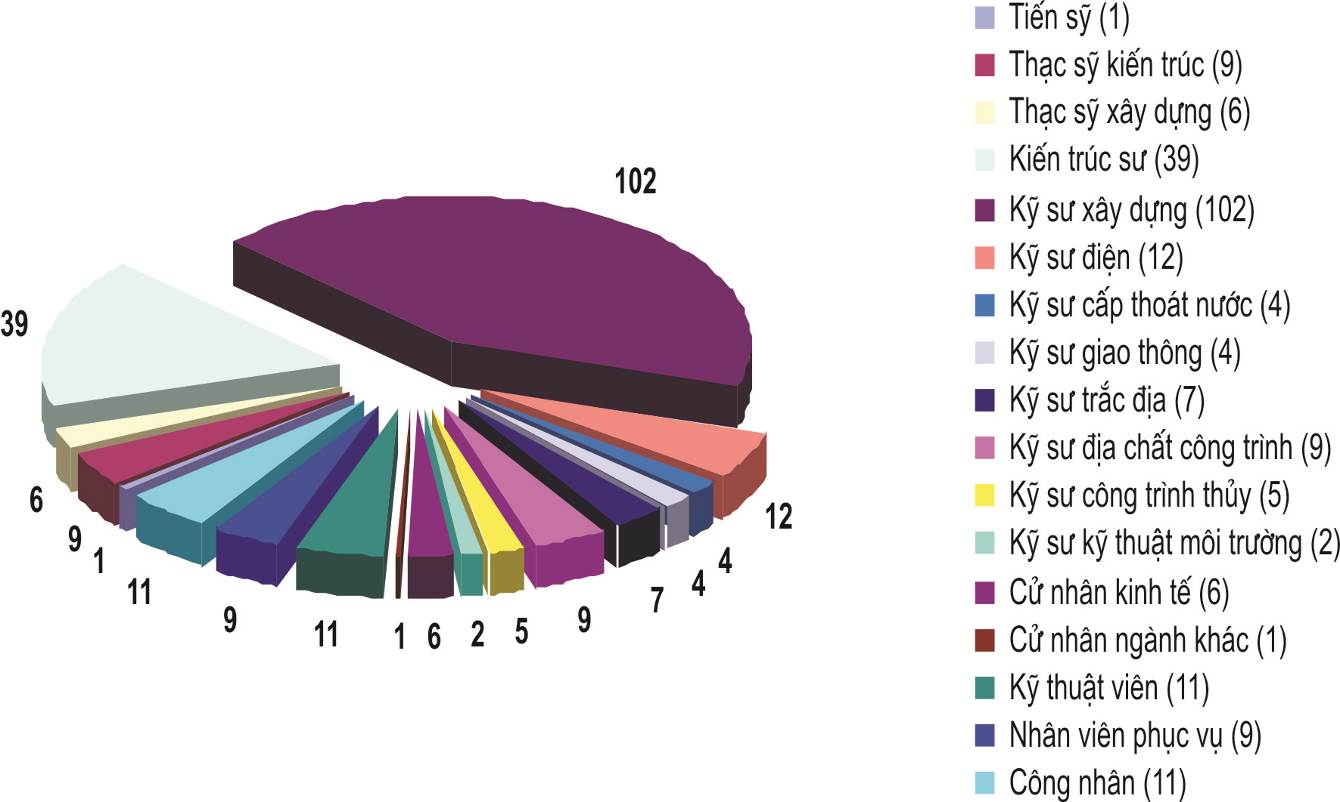 102
39
6
9
1
11
9
11
1
6
2
5
9
7
4
4
12
Tiến sỹ (1)
Thạc sỹ kiến trúc (9)
Thạc sỹ xây dựng (6)
Kiến trúc sư (39)
Kỹ sư xây dựng (102)
Kỹ sư điện (12)
Kỹ sư cấp thoát nước (4)
Kỹ sư giao thông (4)
Kỹ sư trắc địa (7)
Kỹ sư địa chất công trình (9)
Kỹ sư công trình thủy (5)
Kỹ sư kỹ thuật môi trường (2)
Cử nhân kinh tế (6)
Cử nhân ngành khác (1)
Kỹ thuật viên (11)
Nhân viên phục vụ (9)
Công nhân (11)